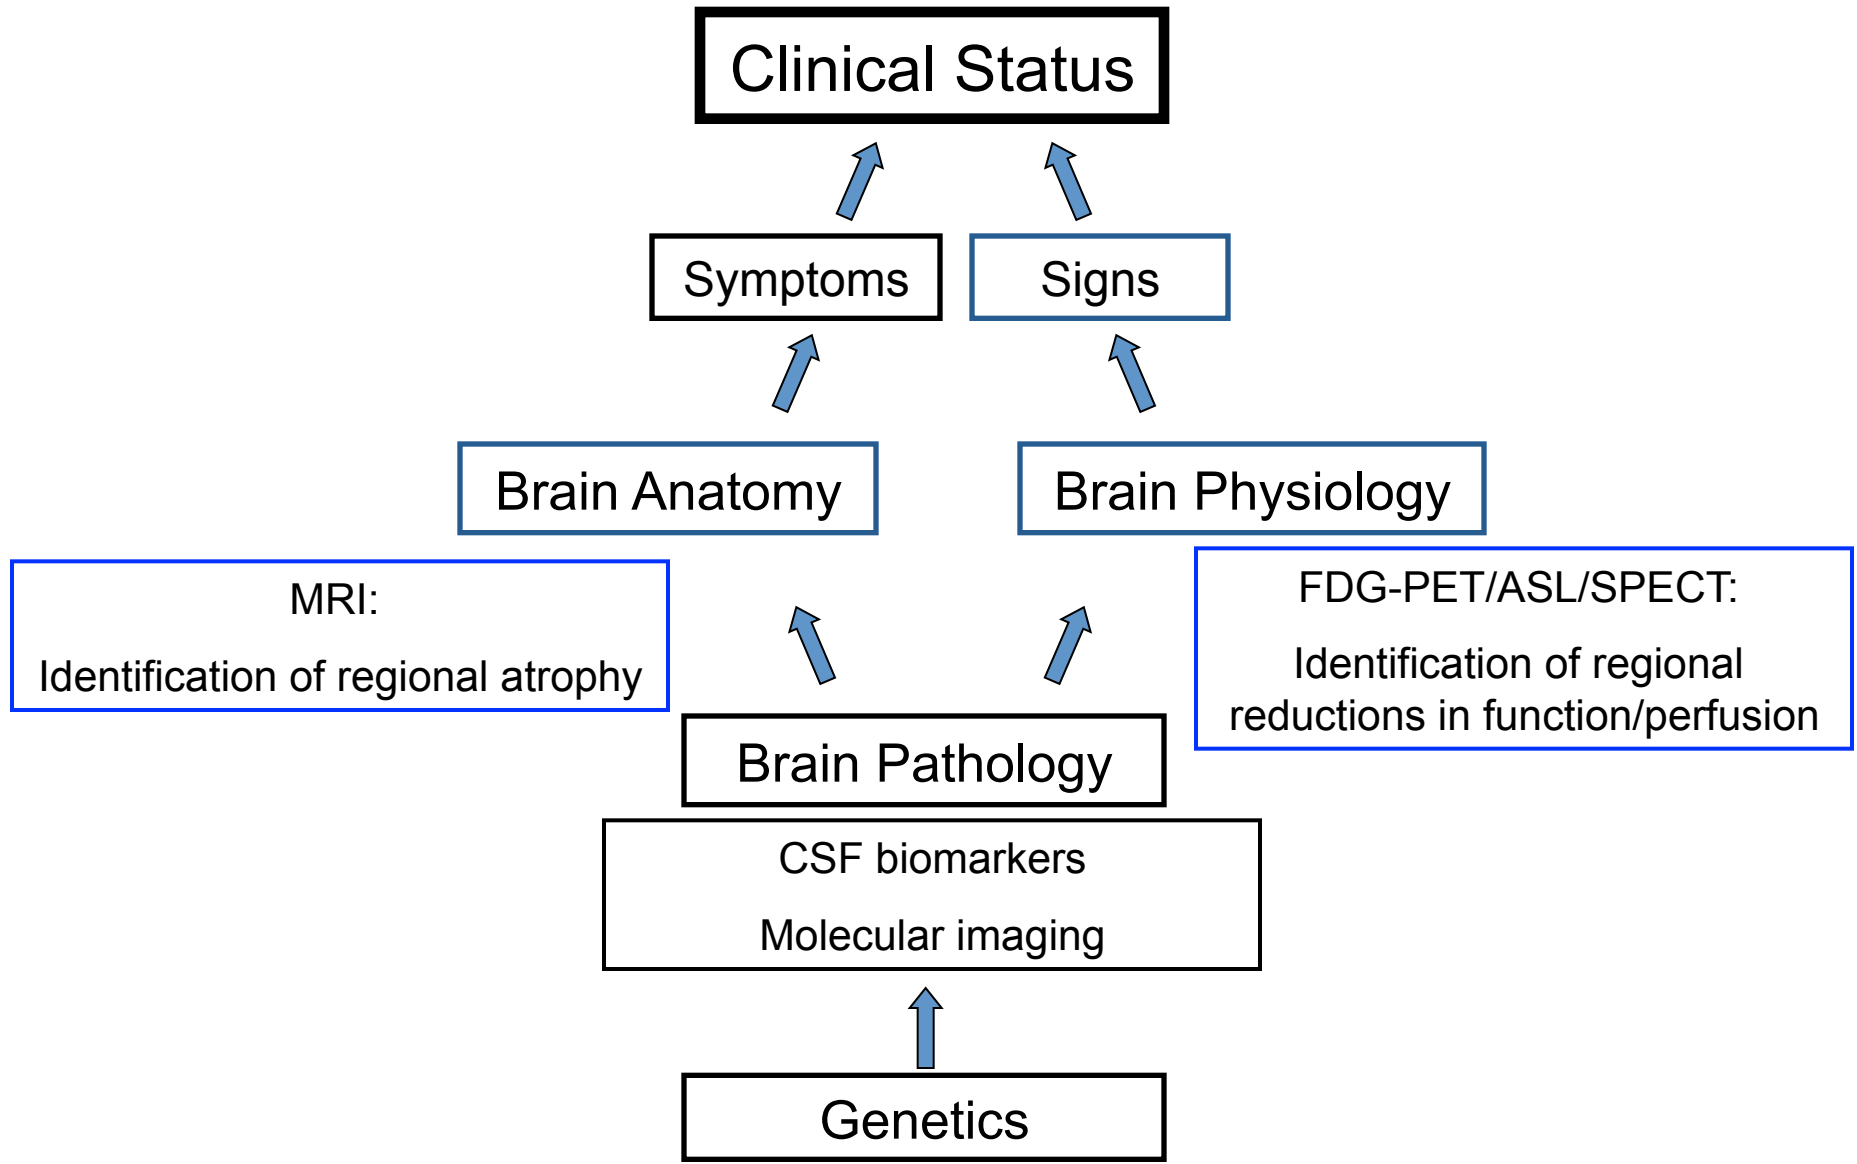 Clinical Status
Symptoms
Signs
Brain Anatomy
Brain Physiology
MRI:
Identification of regional atrophy
FDG-PET/ASL/SPECT:
Identification of regional
reductions in function/perfusion
Brain Pathology
CSF biomarkers
Molecular imaging
Genetics